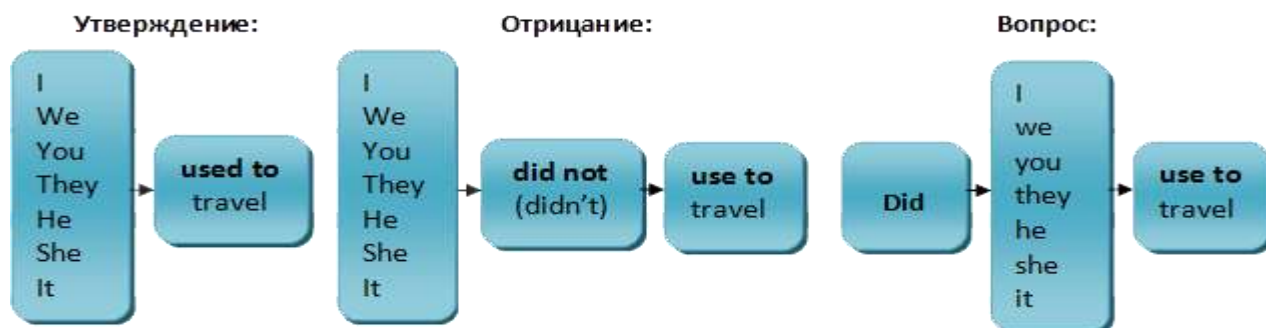 Утверждение:
I
We
You
They
He
She
It
used to
travel
Отрицание:
I
We
You
They
He
She
It
did not
(didn't)
use to
travel
Вопрос:
Did
I
we
you
they
he
she
it
use to
travel